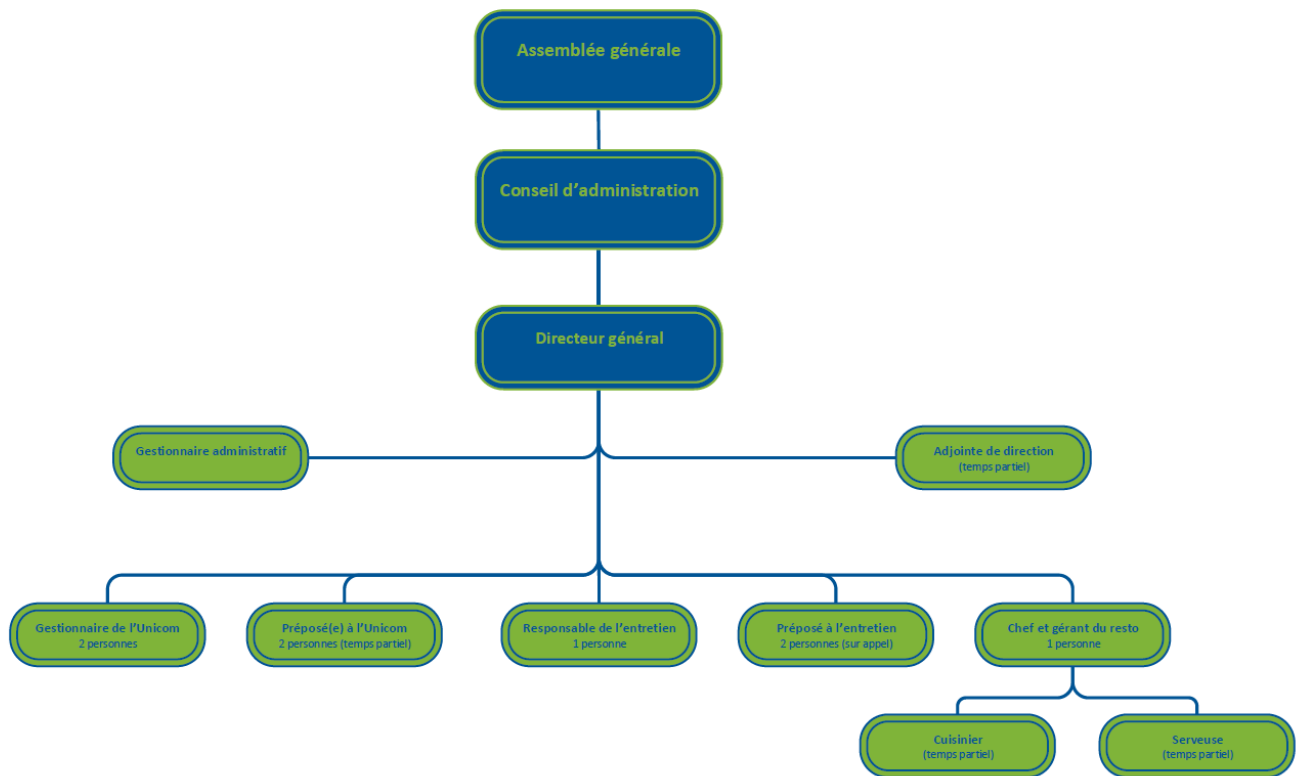 Assemblée générale
Conseil d’administration
Directeur général
Gestionnaire administratif
Adjointe de direction
(temps partiel)
Gestionnaire de l’Unicom
2 personnes
Préposé(e) à l’Unicom
2 personnes (temps partiel)
Responsable de l’entretien
1 personne
Préposé à l’entretien
2 personnes (sur appel)
Chef et gérant du resto
1 personne
Cuisinier
(temps partiel)
Serveuse
(temps partiel)